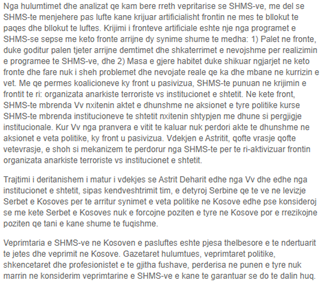 Nga hulumtimet dhe analizat qe kam bere rreth vepritarise se SHMS-ve, me del se
SHMS-te menjehere pas lufte kane krijuar artificialisht frontin ne mes te bllokut te
paqes dhe bllokut te luftes. Krijimi i fronteve artificiale eshte nje nga programet e
SHMS-se sepse me keto fronte arrijne dy synime shume te medha: 1) Palet ne fronte,
duke goditur palen tjeter arrijne demtimet dhe shkaterrimet e nevojshme per realizimin
e programee te SHMS-ve, dhe 2) Masa e gjere habitet duke shikuar ngjarjet ne keto
fronte dhe fare nuk i sheh problemet dhe nevojate reale qe ka dhe mbane ne kurrizin e
vet. Me qe permes koalicioneve ky front u pasivizua, SHMS-te punuan ne krijimin e
frontit te ri: organizata anarkiste terroriste vs institucionet e shtetit. Ne kete front,
SHMS-te mbrenda Vv nxitenin aktet e dhunshme ne aksionet e tyre politike kurse
SHMS-te mbrenda institucioneve te shtetit nxitenin shtypjen me dhune si pergjigje
institucionale. Kur Vv nga pranvera e vitit te kaluar nuk perdori akte te dhunshme ne
aksionet e veta politike, ky front u pasivizua. Vdekjen e Astritit, qofte vrasje qofte
vetevrasje, e shoh si mekanizem te perdorur nga SHMS-te per te ri-aktivizuar frontin
organizata anarkiste terroriste vs institucionet e shtetit.
Trajtimi i deritanishem i matur i vdekjes se Astrit Deharit edhe nga Vv dhe edhe nga
institucionet e shtetit, sipas kendveshtrimit tim, e detyroj Serbine qe te ve ne levizje
Serbet e Kosoves per te arritur synimet e veta politike ne Kosove edhe pse konsideroj
se me kete Serbet e Kosoves nuk e forcojne poziten e tyre ne Kosove por e rrezikojne
poziten qe tani e kane shume te fuqishme.
Veprimtaria e SHMS-ve ne Kosoven e pasluftes eshte pjesa thelbesore e te ndertuarit
te jetes dhe veprimit ne Kosove. Gazetaret hulumtues, veprimtaret politike,
shkencetaret dhe profesionistet e te gjitha fushave, perderisa ne punen e tyre nuk
marrin ne konsiderim veprimtarine e SHMS-ve e kane te garantuar se do te dalin huq.